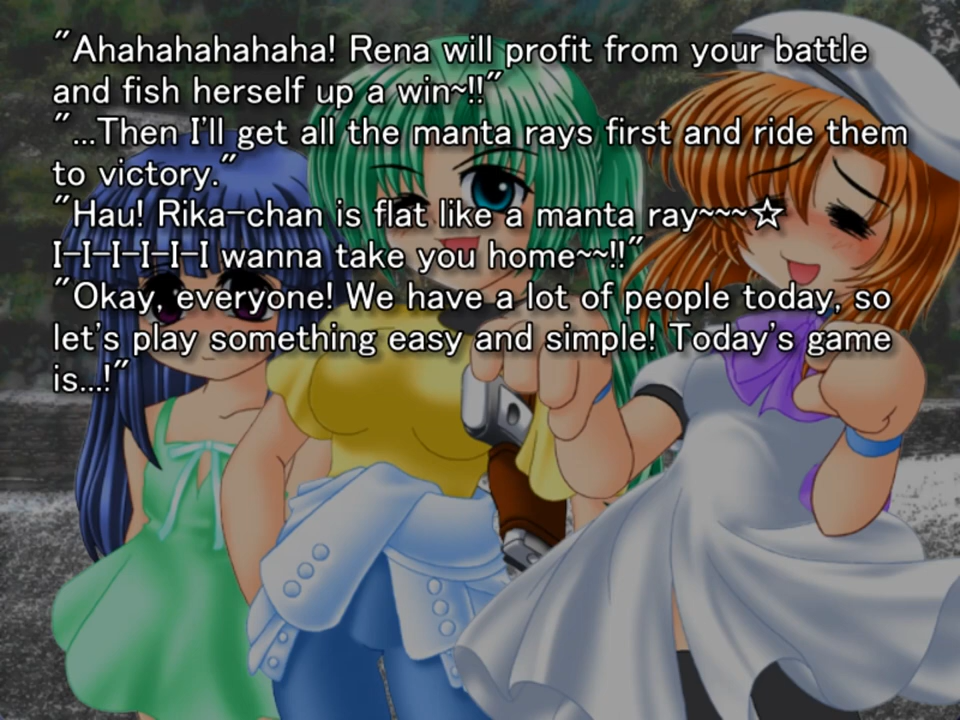 "Ahahahahahaha! Rena will profit from your battle
and fish herself up a win~!!"
"...Then I'll get all the manta rays first and ride them
to victory."
"Hau! Rika-chan is flat like a manta ray~~~☆
I-I-I-I-I-I wanna take you home~~!!"
"Okay, everyone! We have a lot of people today, so
let's play something easy and simple! Today's game
is...!"